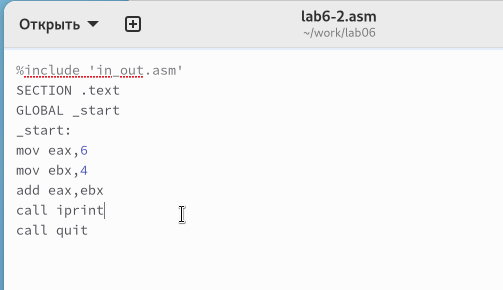 Открыть
lab6-2.asm
~/work/lab06
%include 'in_out.asm'
SECTION .text
GLOBAL _start
_start:
mov eax,6
mov ebx,4
add eax,ebx
call iprint
call quit